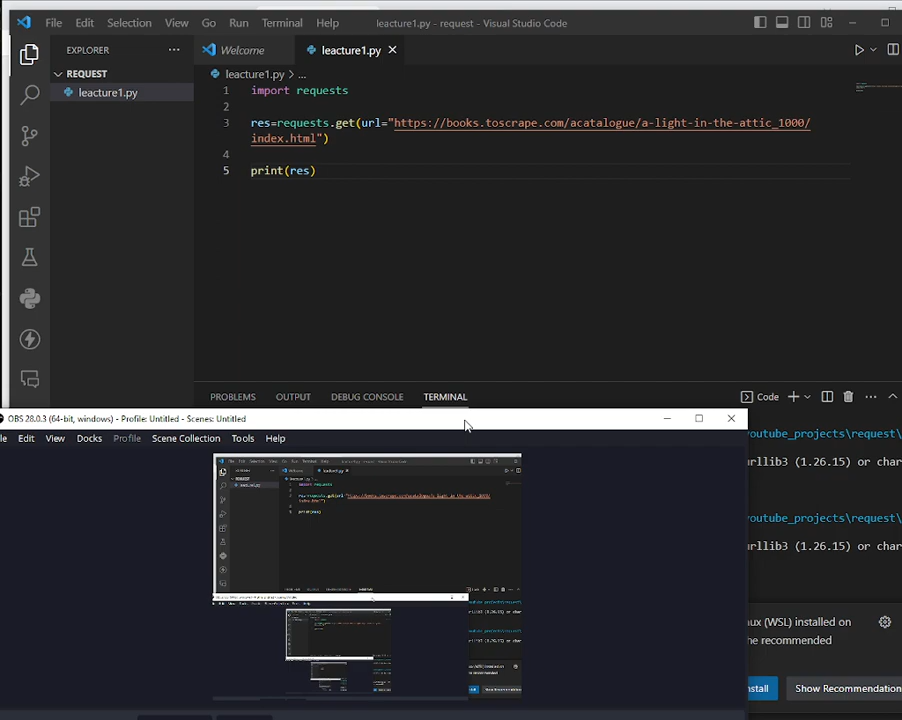 File Edit Selection View Go Run Terminal Help leacture1.py - request - Visual Studio Code
EXPLORER
Welcome
leacture1.py
REQUEST
leacture1.py
leacture1.py > ...
1 import requests
2
3 res=requests.get(url="https://books.toscrape.com/acatalogue/a-light-in-the-attic_1000/
index.html")
4
5 print(res)
PROBLEMS OUTPUT DEBUG CONSOLE TERMINAL
Code
OBS 28.0.3 (64-bit, windows) - Profile: Untitled - Scenes: Untitled
le Edit View Docks Profile Scene Collection Tools Help
youtube_projects\request\
urllib3 (1.26.15) or char
youtube_projects\request\
urllib3 (1.26.15) or char
nux (WSL) installed on
he recommended
nstall
Show Recommendation